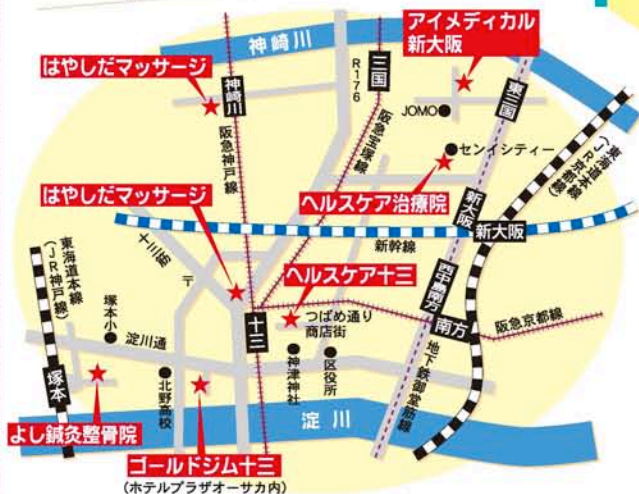 神崎川
アイメディカル
新大阪
はやしだマッサージ
神崎川
三国
R176
東三国
JOMO
阪急神戸線
阪急宝塚線
センイシティー
東海道本線
(JR京都線)
はやしだマッサージ
ヘルスケア治療院
新大阪
新大阪
新幹線
十三筋
〒
東海道本線
(JR神戸線)
ヘルスケア十三
西中島南方
塚本小
淀川通
十三
つばめ通り
商店街
南方
阪急京都線
塚本
北野高校
神津神社
区役所
地下鉄御堂筋線
よし鍼灸整骨院
淀川
ゴールドジム十三
(ホテルプラザオーサカ内)